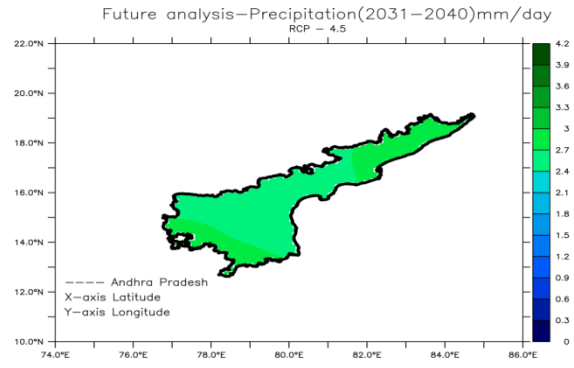 Future analysis−Precipitation(2031−2040)mm/day
RCP − 4.5
22.0°N
20.0°N
18.0°N
16.0°N
14.0°N
12.0°N
10.0°N
74.0°E 76.0°E 78.0°E 80.0°E 82.0°E 84.0°E 86.0°E
−−−− Andhra Pradesh
X−axis Latitude
Y−axis Longitude
4.2
3.9
3.6
3.3
3
2.7
2.4
2.1
1.8
1.5
1.2
0.9
0.6
0.3
0